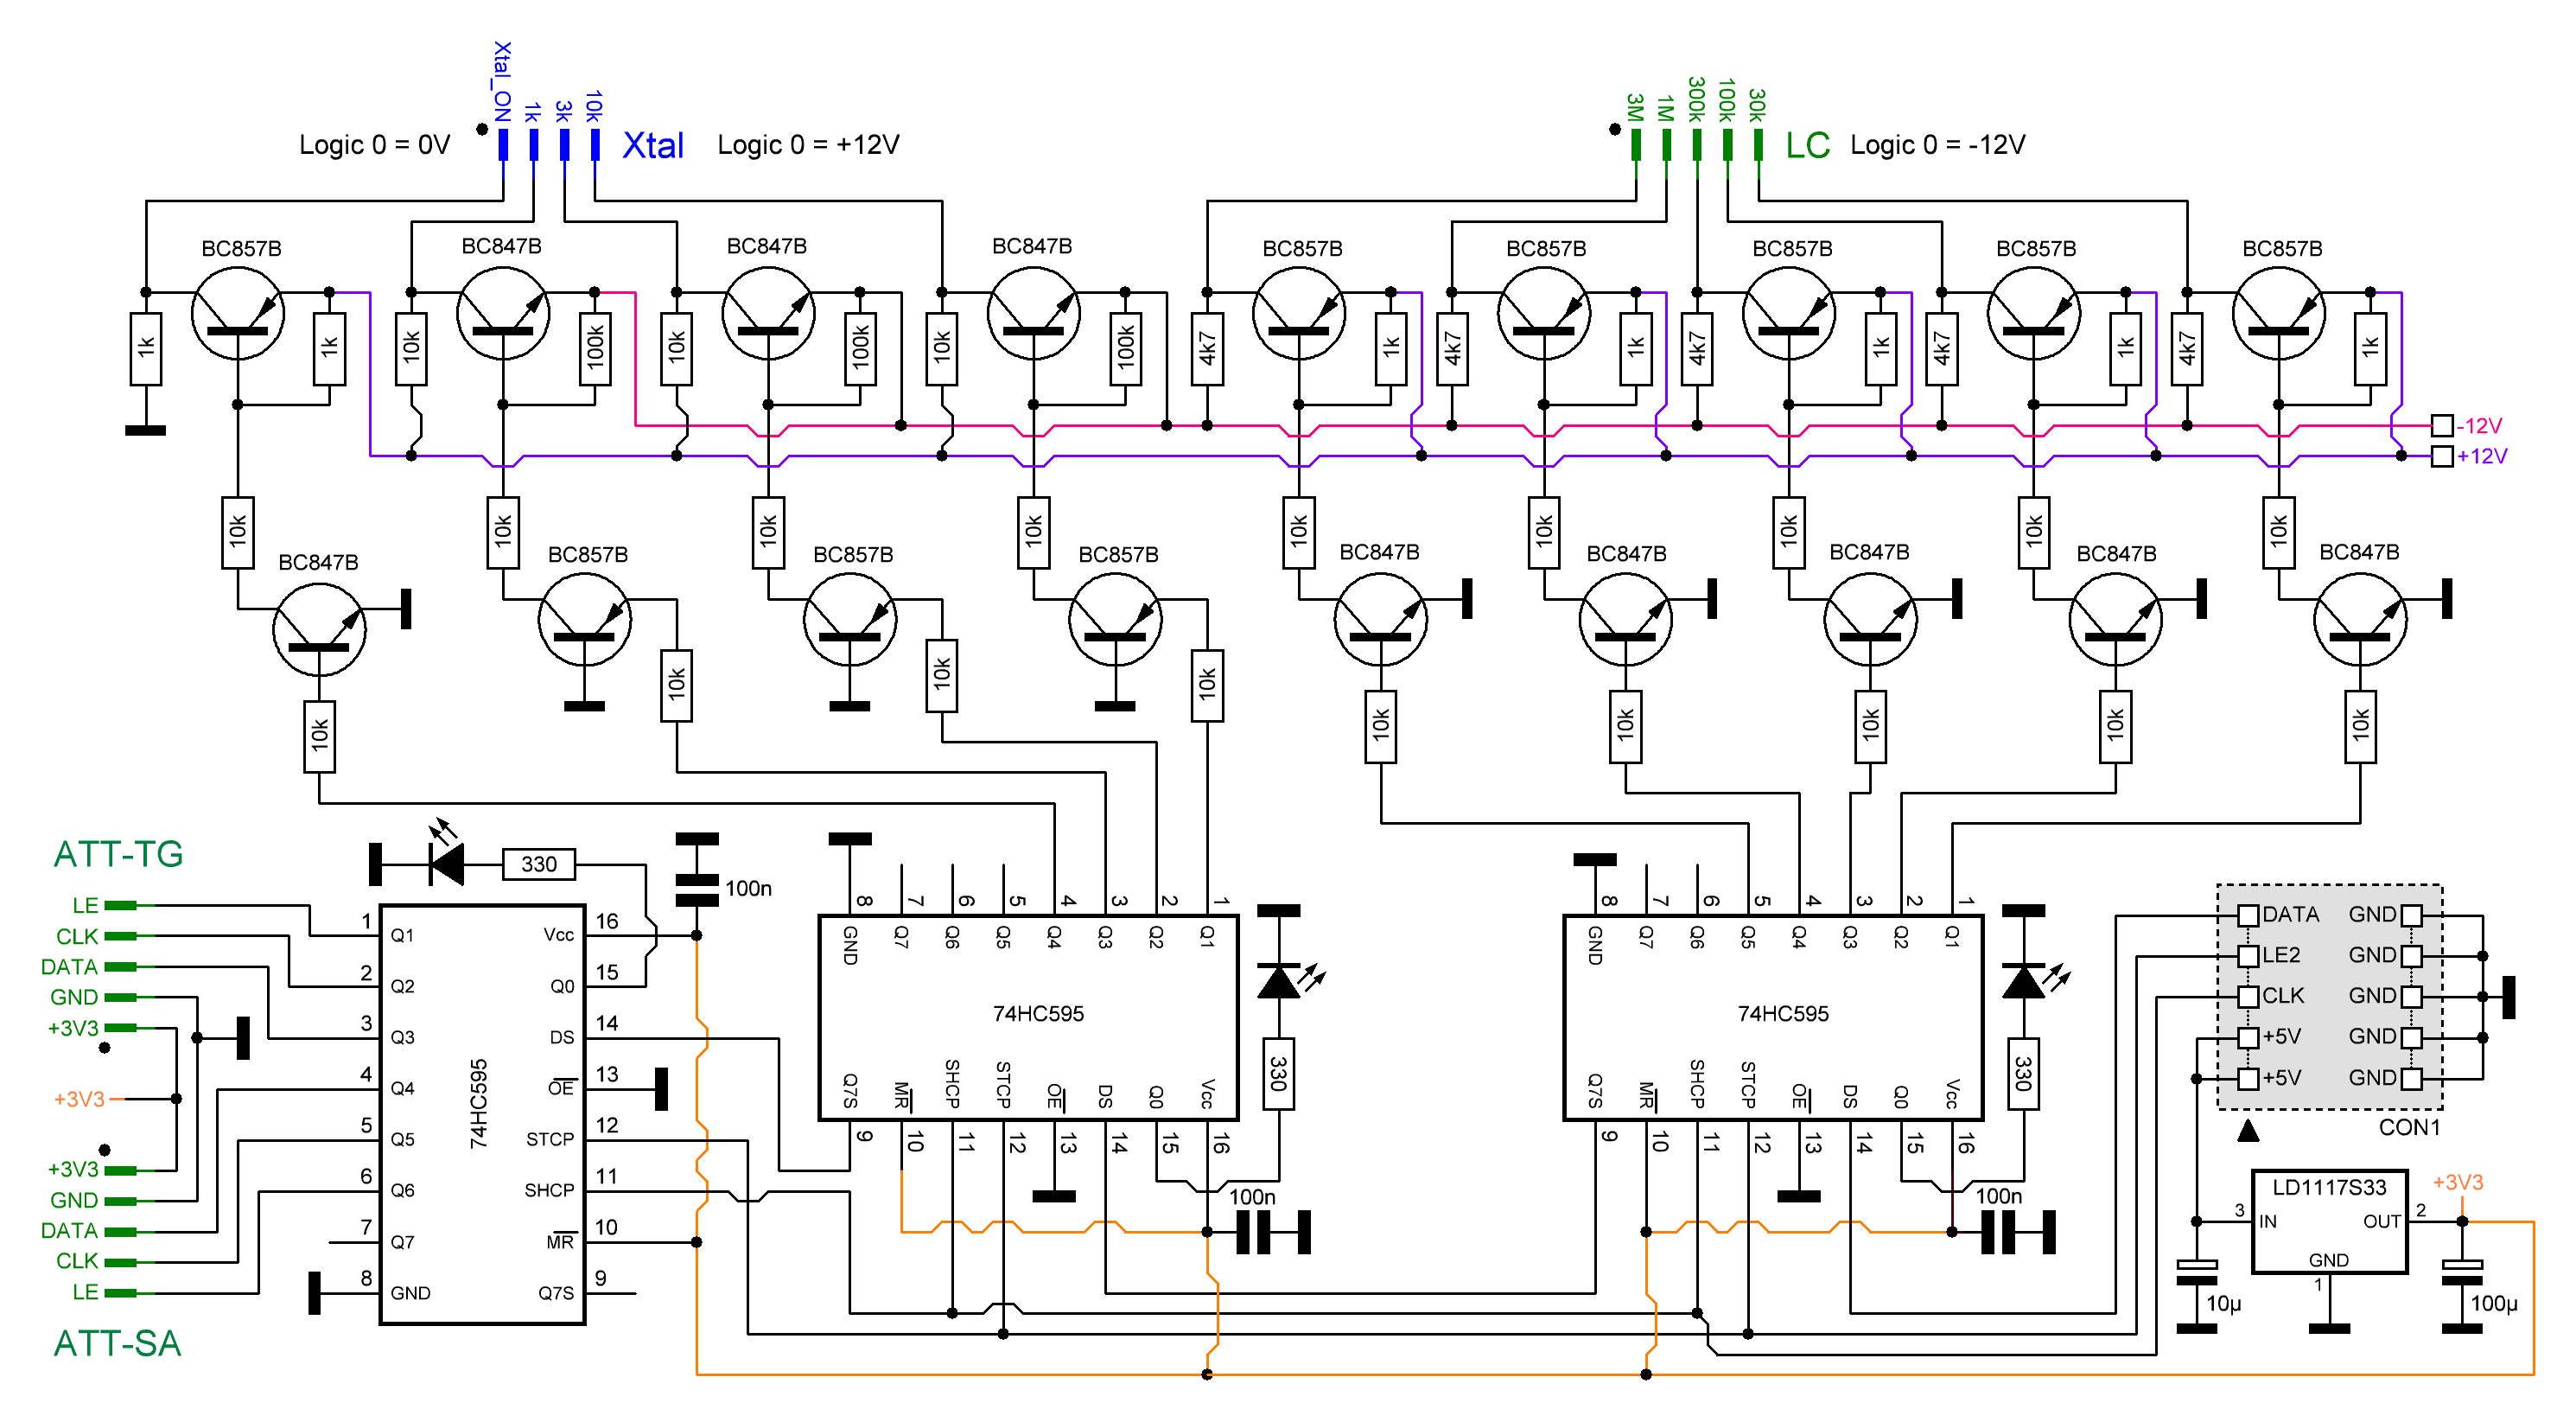 Xtal_ON
1k
3k
10k
3M
1M
300k
100k
30k
Logic 0 = 0V
Xtal
Logic 0 = +12V
LC
Logic 0 = -12V
BC857B
BC847B
BC847B
BC847B
BC857B
BC857B
BC857B
BC857B
BC857B
1k
1k
10k
100k
10k
100k
10k
100k
4k7
1k
4k7
1k
4k7
1k
4k7
1k
4k7
1k
-12V
+12V
10k
10k
10k
10k
10k
10k
10k
10k
10k
BC847B
BC857B
BC857B
BC857B
BC847B
BC847B
BC847B
BC847B
BC847B
10k
10k
10k
10k
10k
10k
10k
10k
10k
ATT-TG
LE
CLK
DATA
GND
+3V3
+3V3
+3V3
GND
DATA
CLK
LE
ATT-SA
330
100n
1
Q1
2
Q2
3
Q3
4
Q4
5
Q5
6
Q6
7
Q7
8
GND
74HC595
16
Vcc
15
Q0
14
DS
13
OE
12
STCP
11
SHCP
10
MR
9
Q7S
8
7
6
5
4
3
2
1
GND
Q7
Q6
Q5
Q4
Q3
Q2
Q1
74HC595
Q7S
MR
SHCP
STCP
OE
DS
Q0
Vcc
9
10
11
12
13
14
15
16
330
100n
8
7
6
5
4
3
2
1
GND
Q7
Q6
Q5
Q4
Q3
Q2
Q1
74HC595
Q7S
MR
SHCP
STCP
OE
DS
Q0
Vcc
9
10
11
12
13
14
15
16
330
100n
DATA GND
LE2 GND
CLK GND
+5V GND
+5V GND
CON1
LD1117S33
+3V3
3
IN
OUT
2
GND
1
10µ
100µ